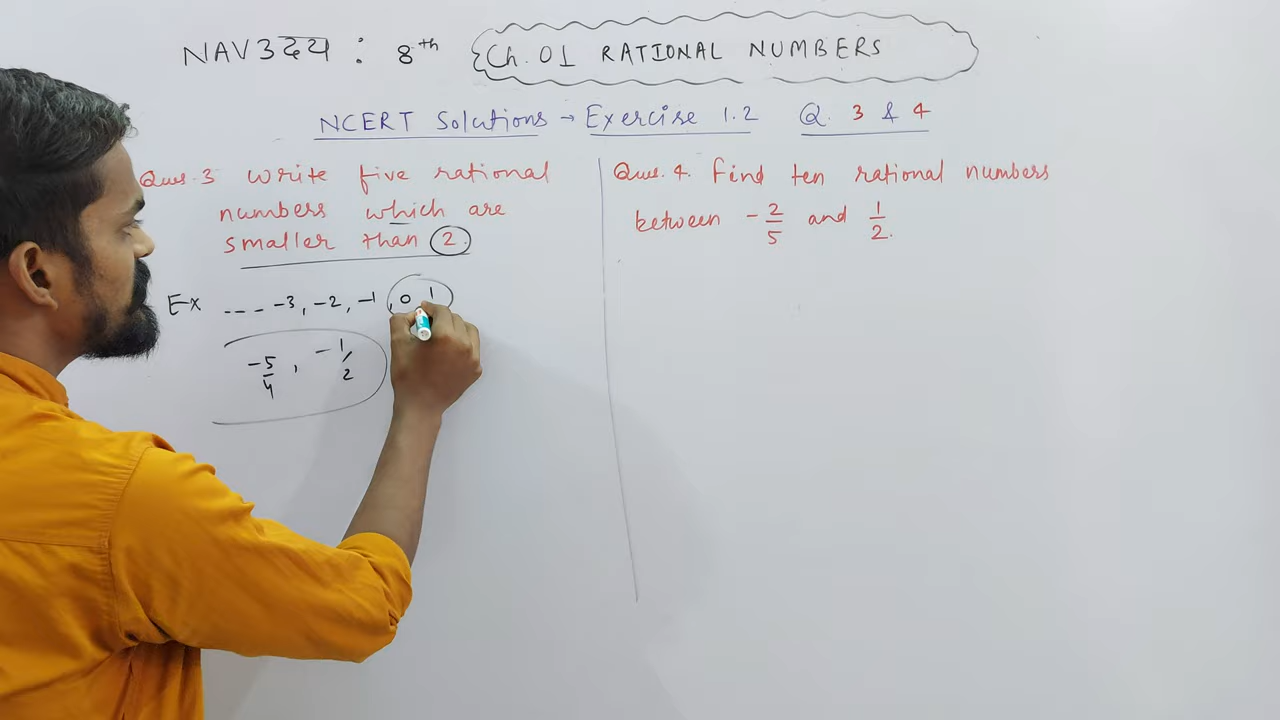 NAV3उदय : 8th Ch. 01 RATIONAL NUMBERS
NCERT Solutions → Exercise 1.2 Q. 3 & 4
Ques. 3 Write five rational
numbers which are
smaller than 2.
Ex --- -3, -2, -1, 0, 1
-5/4, -1/2
Ques. 4. Find ten rational numbers
between -2/5 and 1/2.